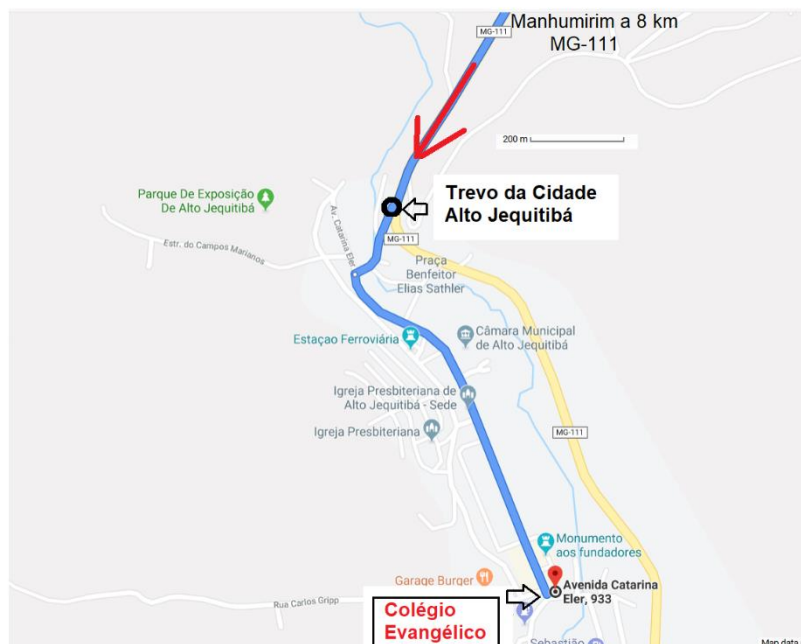 Manhumirim a 8 km
MG-111
MG-111
200 m
Trevo da Cidade
Alto Jequitibá
Parque De Exposição
De Alto Jequitibá
Av. Catarina Eler
MG-111
Estr. do Campos Marianos
Praça
Benfeitor
Elias Sathler
Estaçao Ferroviária
Câmara Municipal
de Alto Jequitibá
Igreja Presbiteriana de
Alto Jequitibá - Sede
Igreja Presbiteriana
MG-111
Monumento
aos fundadores
Garage Burger
Avenida Catarina
Eler, 933
Rua Carlos Gripp
Colégio
Evangélico
Sebastião
Map data